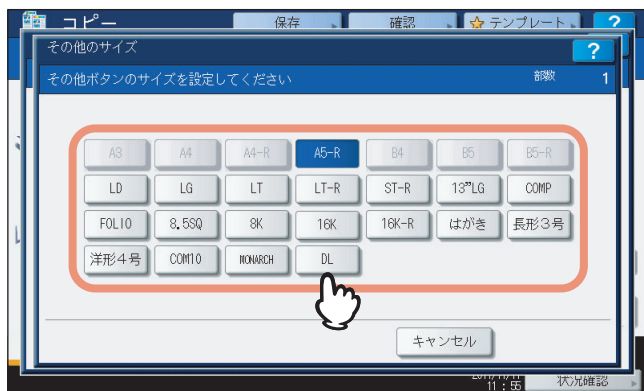 コピー 保存 確認 テンプレート ?
その他のサイズ ?
その他ボタンのサイズを設定してください 部数 1
A3 A4 A4-R A5-R B4 B5 B5-R
LD LG LT LT-R ST-R 13"LG COMP
FOLIO 8.5SQ 8K 16K 16K-R はがき 長形3号
洋形4号 COM10 MONARCH DL
キャンセル
11:55 状況確認